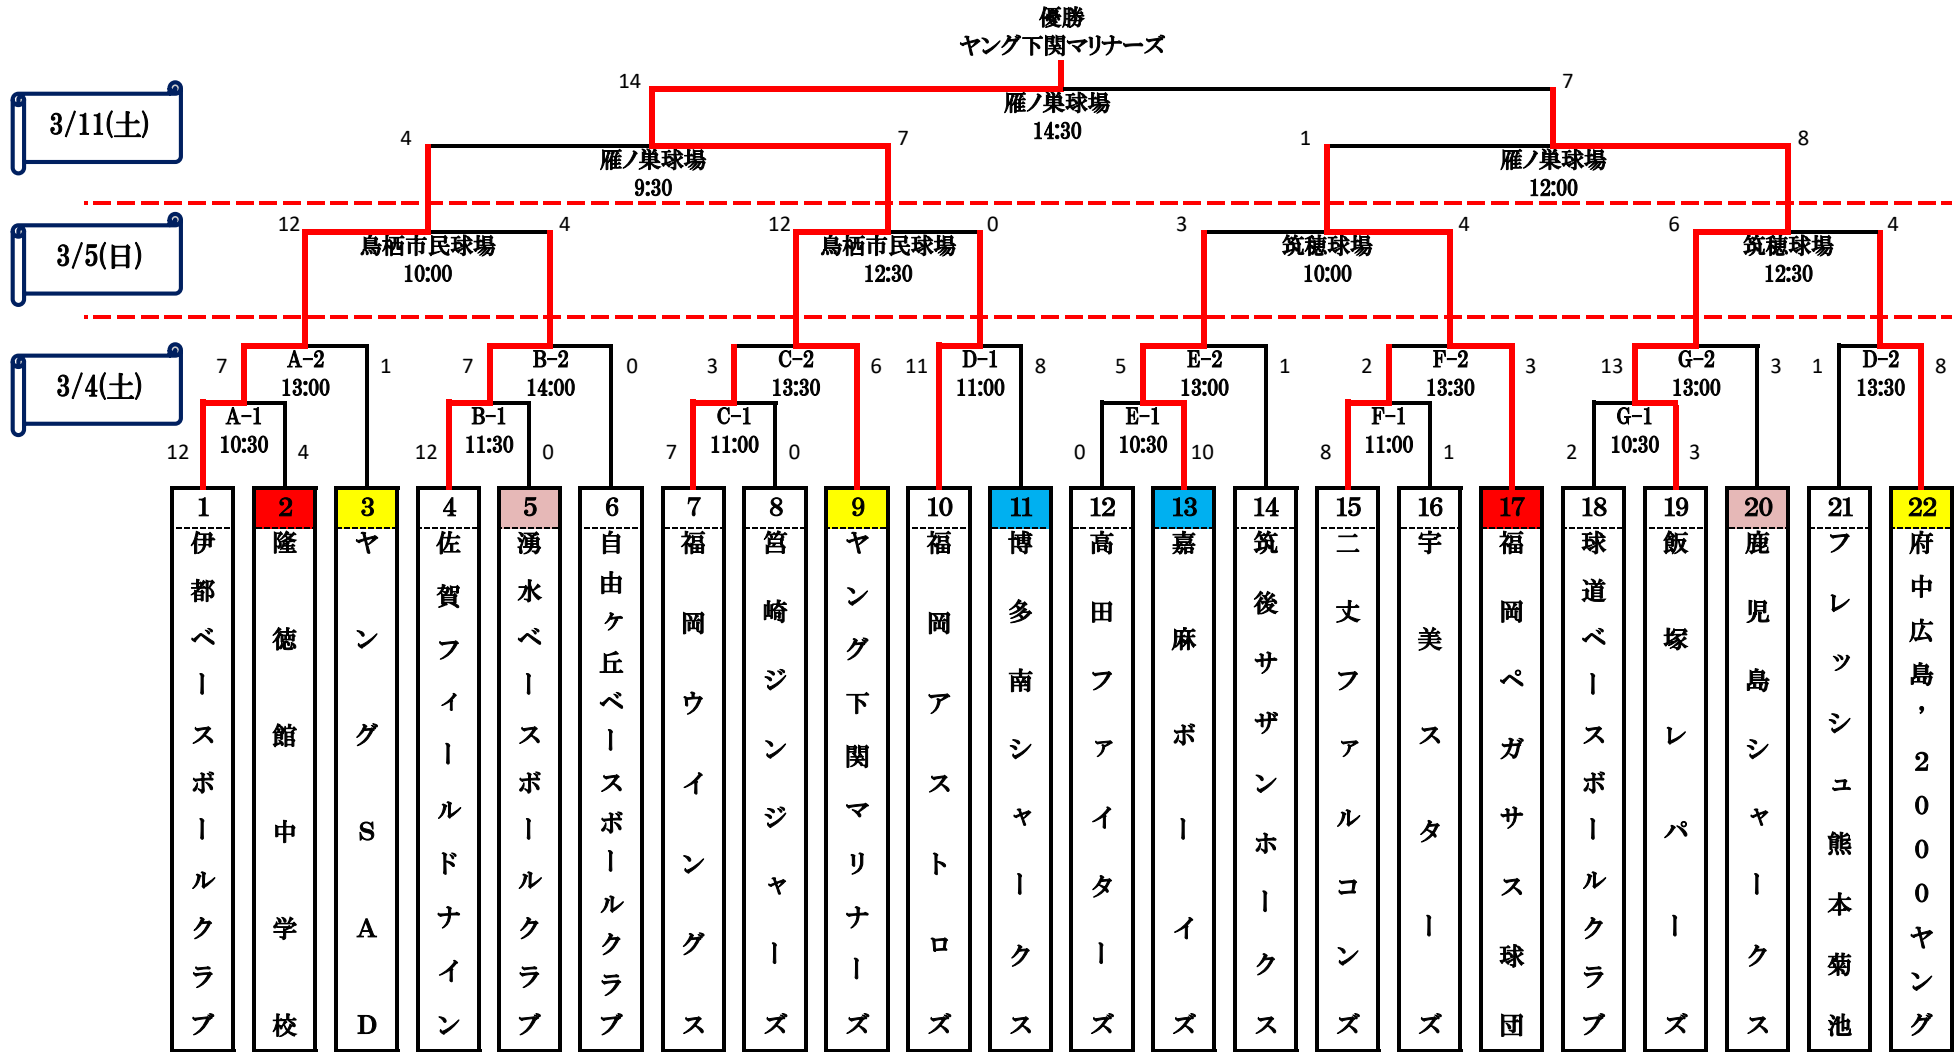 優勝
ヤング下関マリナーズ
14 7
雁ノ巣球場
14:30
3/11(土)
4 7 1 8
雁ノ巣球場 雁ノ巣球場
9:30 12:00
12 4 12 0 3 4 6 4
3/5(日)
鳥栖市民球場 鳥栖市民球場 筑穂球場 筑穂球場
10:00 12:30 10:00 12:30
3/4(土)
7 A-2 1 7 B-2 0 3 C-2 6 11 D-1 8 5 E-2 1 2 F-2 3 13 G-2 3 1 D-2 8
13:00 14:00 13:30 11:00 13:00 13:30 13:00 13:30
A-1 B-1 C-1 E-1 F-1 G-1
10:30 11:30 11:00 10:30 11:00 10:30
12 4 12 0 7 0 0 10 8 1 2 3
1 2 3 4 5 6 7 8 9 10 11 12 13 14 15 16 17 18 19 20 21 22
伊都ベースボールクラブ
隆徳館中学校
ヤングSAD
佐賀フィールドナイン
湧水ベースボールクラブ
自由ヶ丘ベースボールクラブ
福岡ウイングス
筥崎ジンジャーズ
ヤング下関マリナーズ
福岡アストロズ
博多南シャークス
高田ファイターズ
嘉麻ボーイズ
筑後サザンホークス
二丈ファルコンズ
宇美スターズ
福岡ペガサス球団
球道ベースボールクラブ
飯塚レパーズ
鹿児島シャークス
フレッシュ熊本菊池
府中広島’2000ヤング